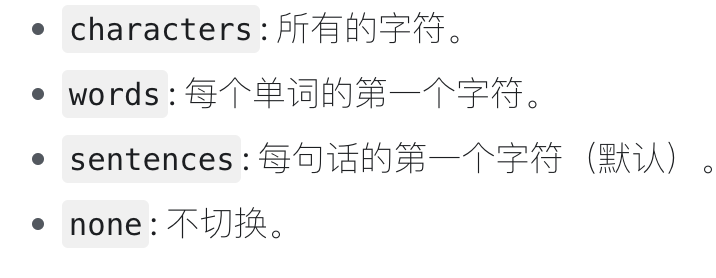 • characters: 所有的字符。
• words: 每个单词的第一个字符。
• sentences: 每句话的第一个字符（默认）。
• none: 不切换。